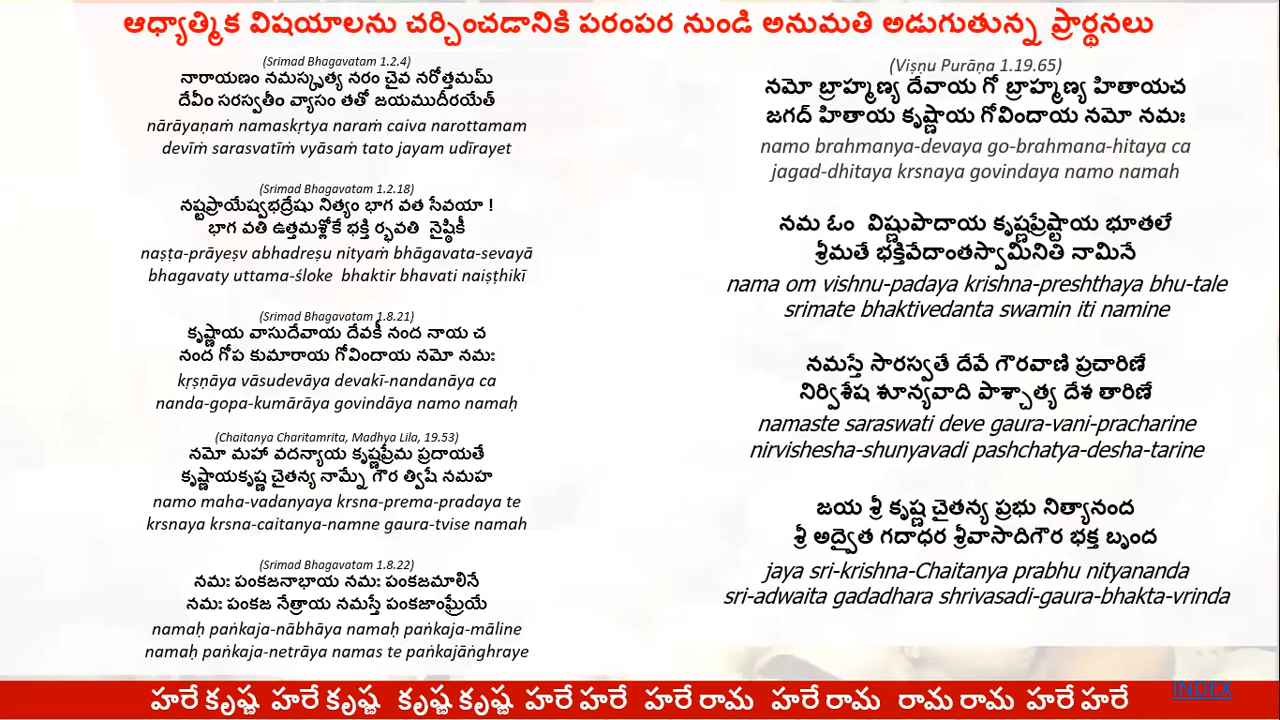 ఆధ్యాత్మిక విషయాలను చర్చించడానికి పరంపర నుండి అనుమతి అడుగుతున్న ప్రార్థనలు
(Srimad Bhagavatam 1.2.4)
నారాయణం నమస్కృత్య నరం చైవ నరోత్తమమ్
దేవీం సరస్వతీం వ్యాసం తతో జయముదీరయేత్
nārāyaṇaṁ namaskṛtya naraṁ caiva narottamam
devīṁ sarasvatīṁ vyāsaṁ tato jayam udīrayet
(Srimad Bhagavatam 1.2.18)
నష్టప్రాయేష్వభద్రేషు నిత్యం భాగ వత సేవయా !
భాగ వతి ఉత్తమశ్లోకే భక్తి ర్భవతి నైష్ఠికీ
naṣṭa-prāyeṣv abhadreṣu nityaṁ bhāgavata-sevayā
bhagavaty uttama-śloke bhaktir bhavati naiṣṭhikī
(Srimad Bhagavatam 1.8.21)
కృష్ణాయ వాసుదేవాయ దేవకీ నంద నాయ చ
నంద గోప కుమారాయ గోవిందాయ నమో నమః
kṛṣṇāya vāsudevāya devakī-nandanāya ca
nanda-gopa-kumārāya govindāya namo namaḥ
(Chaitanya Charitamrita, Madhya Lila, 19.53)
నమో మహా వదన్యాయ కృష్ణప్రేమ ప్రదాయతే
కృష్ణాయకృష్ణ చైతన్య నామ్నే గౌర త్విషే నమహ
namo maha-vadanyaya krsna-prema-pradaya te
krsnaya krsna-caitanya-namne gaura-tvise namah
(Srimad Bhagavatam 1.8.22)
నమః పంకజనాభాయ నమః పంకజమాలినే
నమః పంకజ నేత్రాయ నమస్తే పంకజాంఘ్రేయే
namaḥ paṅkaja-nābhāya namaḥ paṅkaja-māline
namaḥ paṅkaja-netrāya namas te paṅkajāṅghraye
(Viṣṇu Purāṇa 1.19.65)
నమో బ్రాహ్మణ్య దేవాయ గో బ్రాహ్మణ్య హితాయచ
జగద్ హితాయ కృష్ణాయ గోవిందాయ నమో నమః
namo brahmanya-devaya go-brahmana-hitaya ca
jagad-dhitaya krsnaya govindaya namo namah
నమ ఓం విష్ణుపాదాయ కృష్ణప్రేష్టాయ భూతలే
శ్రీమతే భక్తివేదాంతస్వామినితి నామినే
nama om vishnu-padaya krishna-preshthaya bhu-tale
srimate bhaktivedanta swamin iti namine
నమస్తే సారస్వతే దేవే గౌరవాణి ప్రచారిణే
నిర్విశేష శూన్యవాది పాశ్చాత్య దేశ తారిణే
namaste saraswati deve gaura-vani-pracharine
nirvishesha-shunyavadi pashchatya-desha-tarine
జయ శ్రీ కృష్ణ చైతన్య ప్రభు నిత్యానంద
శ్రీ అద్వైత గదాధర శ్రీవాసాదిగౌర భక్త బృంద
jaya sri-krishna-Chaitanya prabhu nityananda
sri-adwaita gadadhara shrivasadi-gaura-bhakta-vrinda
హరే కృష్ణ హరే కృష్ణ కృష్ణ కృష్ణ హరే హరే హరే రామ హరే రామ రామ రామ హరే హరే
INDEX